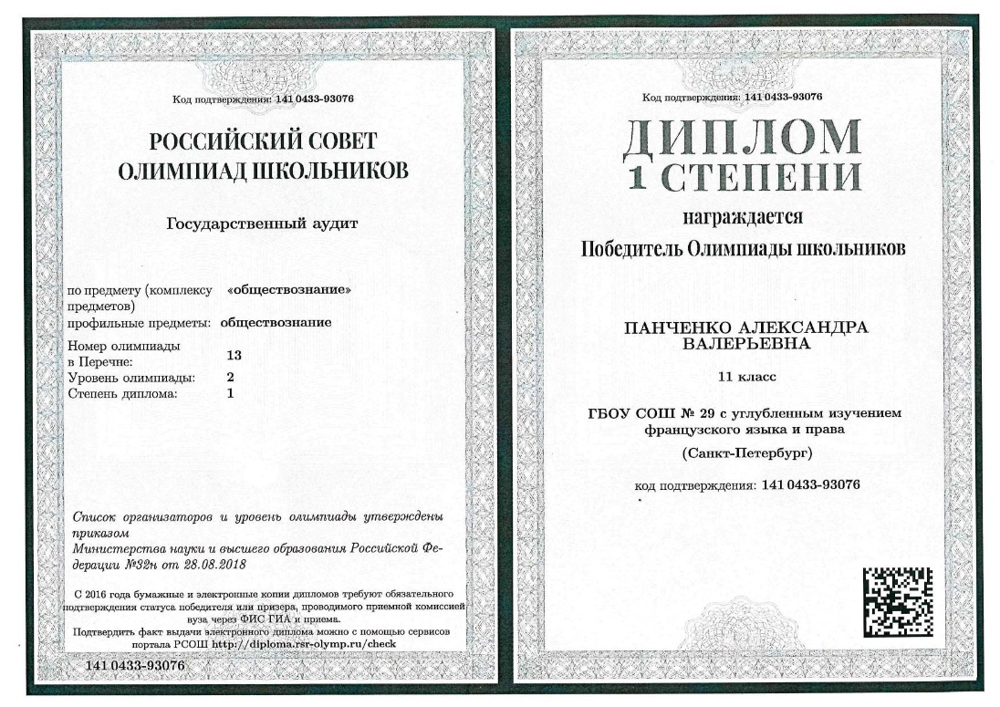 Код подтверждения: 141 0433-93076
РОССИЙСКИЙ СОВЕТ
ОЛИМПИАД ШКОЛЬНИКОВ
Государственный аудит
по предмету (комплексу предметов) «обществознание»
профильные предметы: обществознание
Номер олимпиады
в Перечне: 13
Уровень олимпиады: 2
Степень диплома: 1
Список организаторов и уровень олимпиады утверждены
приказом
Министерства науки и высшего образования Российской Фе-
дерации №32н от 28.08.2018
С 2016 года бумажные и электронные копии дипломов требуют обязательного
подтверждения статуса победителя или призера, проводимого приемной комиссией
вуза через ФИС ГИА и приема.
Подтвердить факт выдачи электронного диплома можно с помощью сервисов
портала РСОШ http://diploma.rsr-olymp.ru/check
141 0433-93076
Код подтверждения: 141 0433-93076
ДИПЛОМ
1 СТЕПЕНИ
награждается
Победитель Олимпиады школьников
ПАНЧЕНКО АЛЕКСАНДРА
ВАЛЕРЬЕВНА
11 класс
ГБОУ СОШ № 29 с углубленным изучением
французского языка и права
(Санкт-Петербург)
код подтверждения: 141 0433-93076